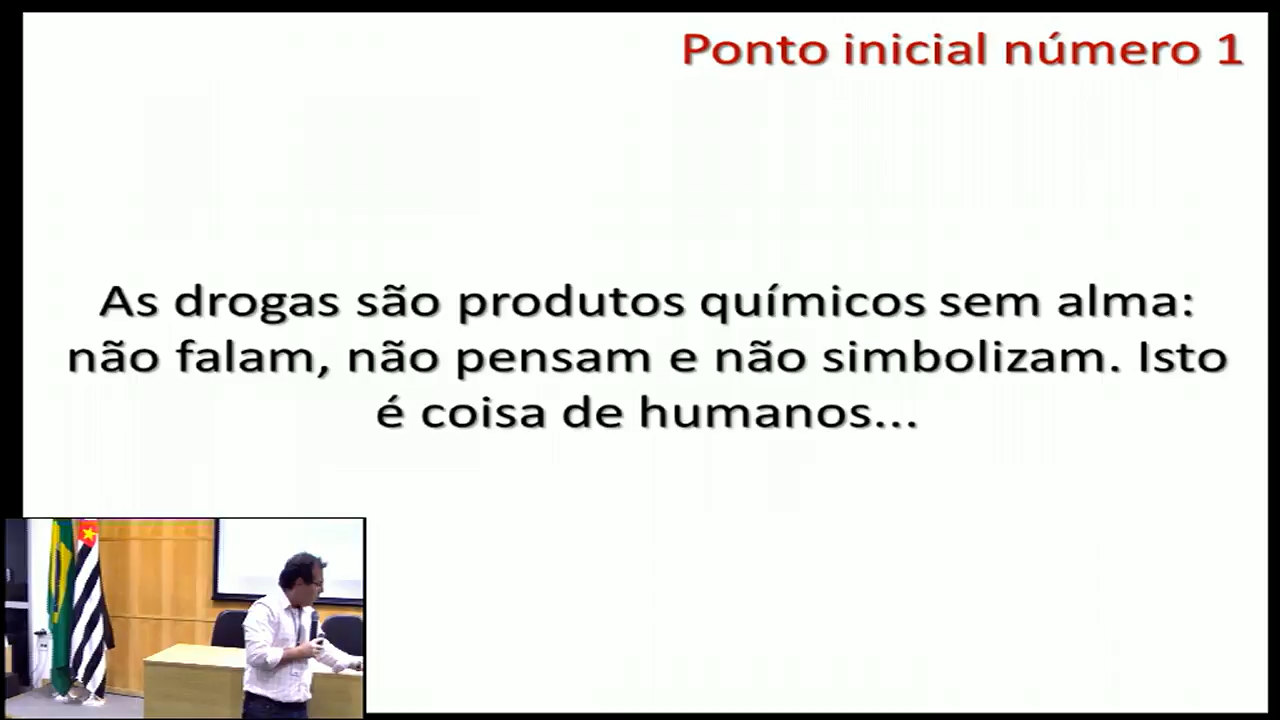 Ponto inicial número 1
As drogas são produtos químicos sem alma:
não falam, não pensam e não simbolizam. Isto
é coisa de humanos...